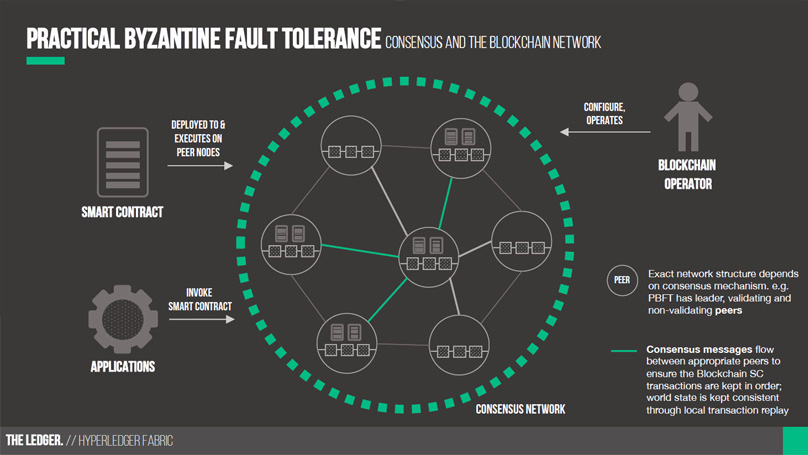 PRACTICAL BYZANTINE FAULT TOLERANCE CONSENSUS AND THE BLOCKCHAIN NETWORK
DEPLOYED TO &
EXECUTES ON
PEER NODES
SMART CONTRACT
INVOKE
SMART CONTRACT
APPLICATIONS
CONFIGURE,
OPERATES
BLOCKCHAIN
OPERATOR
PEER
Exact network structure depends
on consensus mechanism. e.g.
PBFT has leader, validating and
non-validating peers
Consensus messages flow
between appropriate peers to
ensure the Blockchain SC
transactions are kept in order;
world state is kept consistent
through local transaction replay
CONSENSUS NETWORK
THE LEDGER. // HYPERLEDGER FABRIC